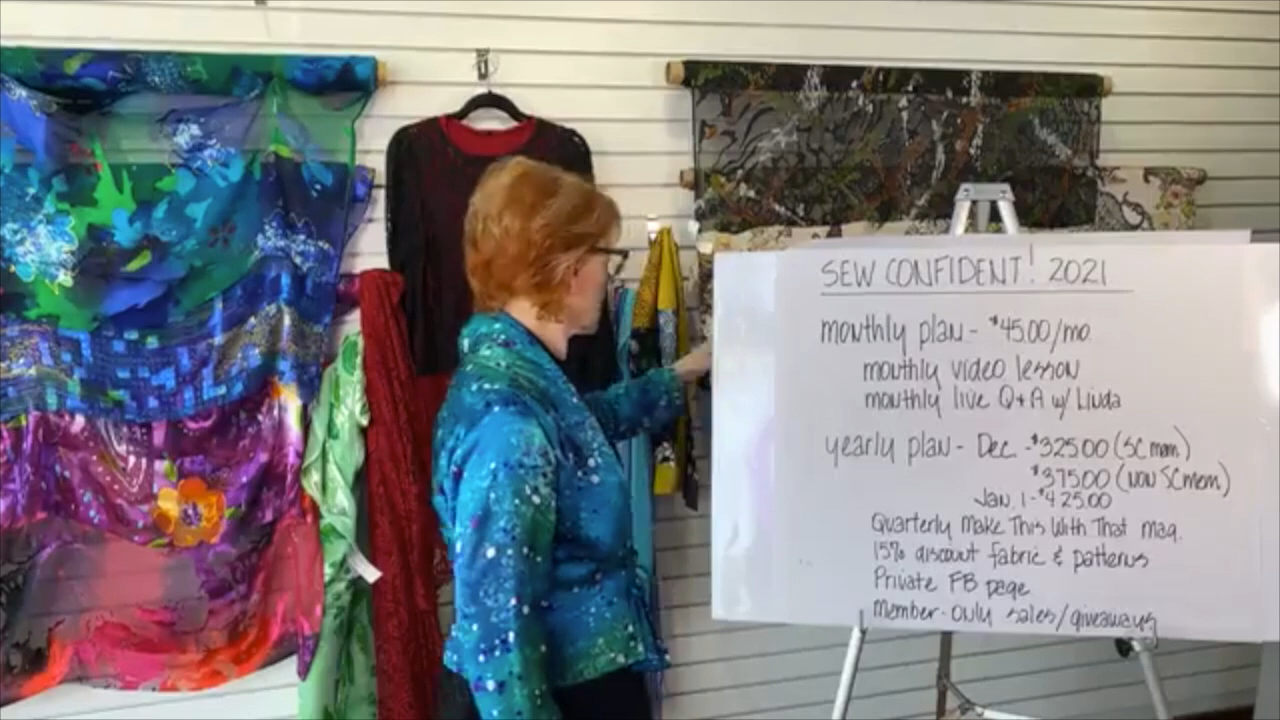 SEW CONFIDENT! 2021
monthly plan - $45.00/mo.
monthly video lesson
monthly live Q+A w/ Linda
yearly plan - Dec. - $325.00 (SC mem)
$375.00 (non SC mem)
Jan. 1 - $425.00
Quarterly Make This With That mag.
15% discount fabric & patterns
Private FB page
Member-only sales/giveaways